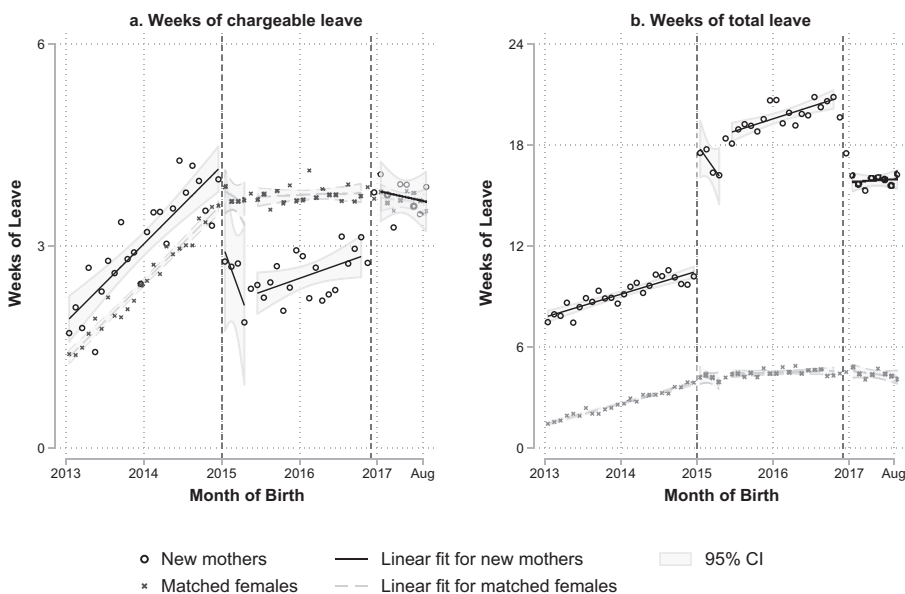 a. Weeks of chargeable leave
b. Weeks of total leave
Weeks of Leave
6
3
0
2013 2014 2015 2016 2017 Aug
Month of Birth
Weeks of Leave
24
18
12
6
0
2013 2014 2015 2016 2017 Aug
Month of Birth
New mothers
Linear fit for new mothers
95% CI
Matched females
Linear fit for matched females